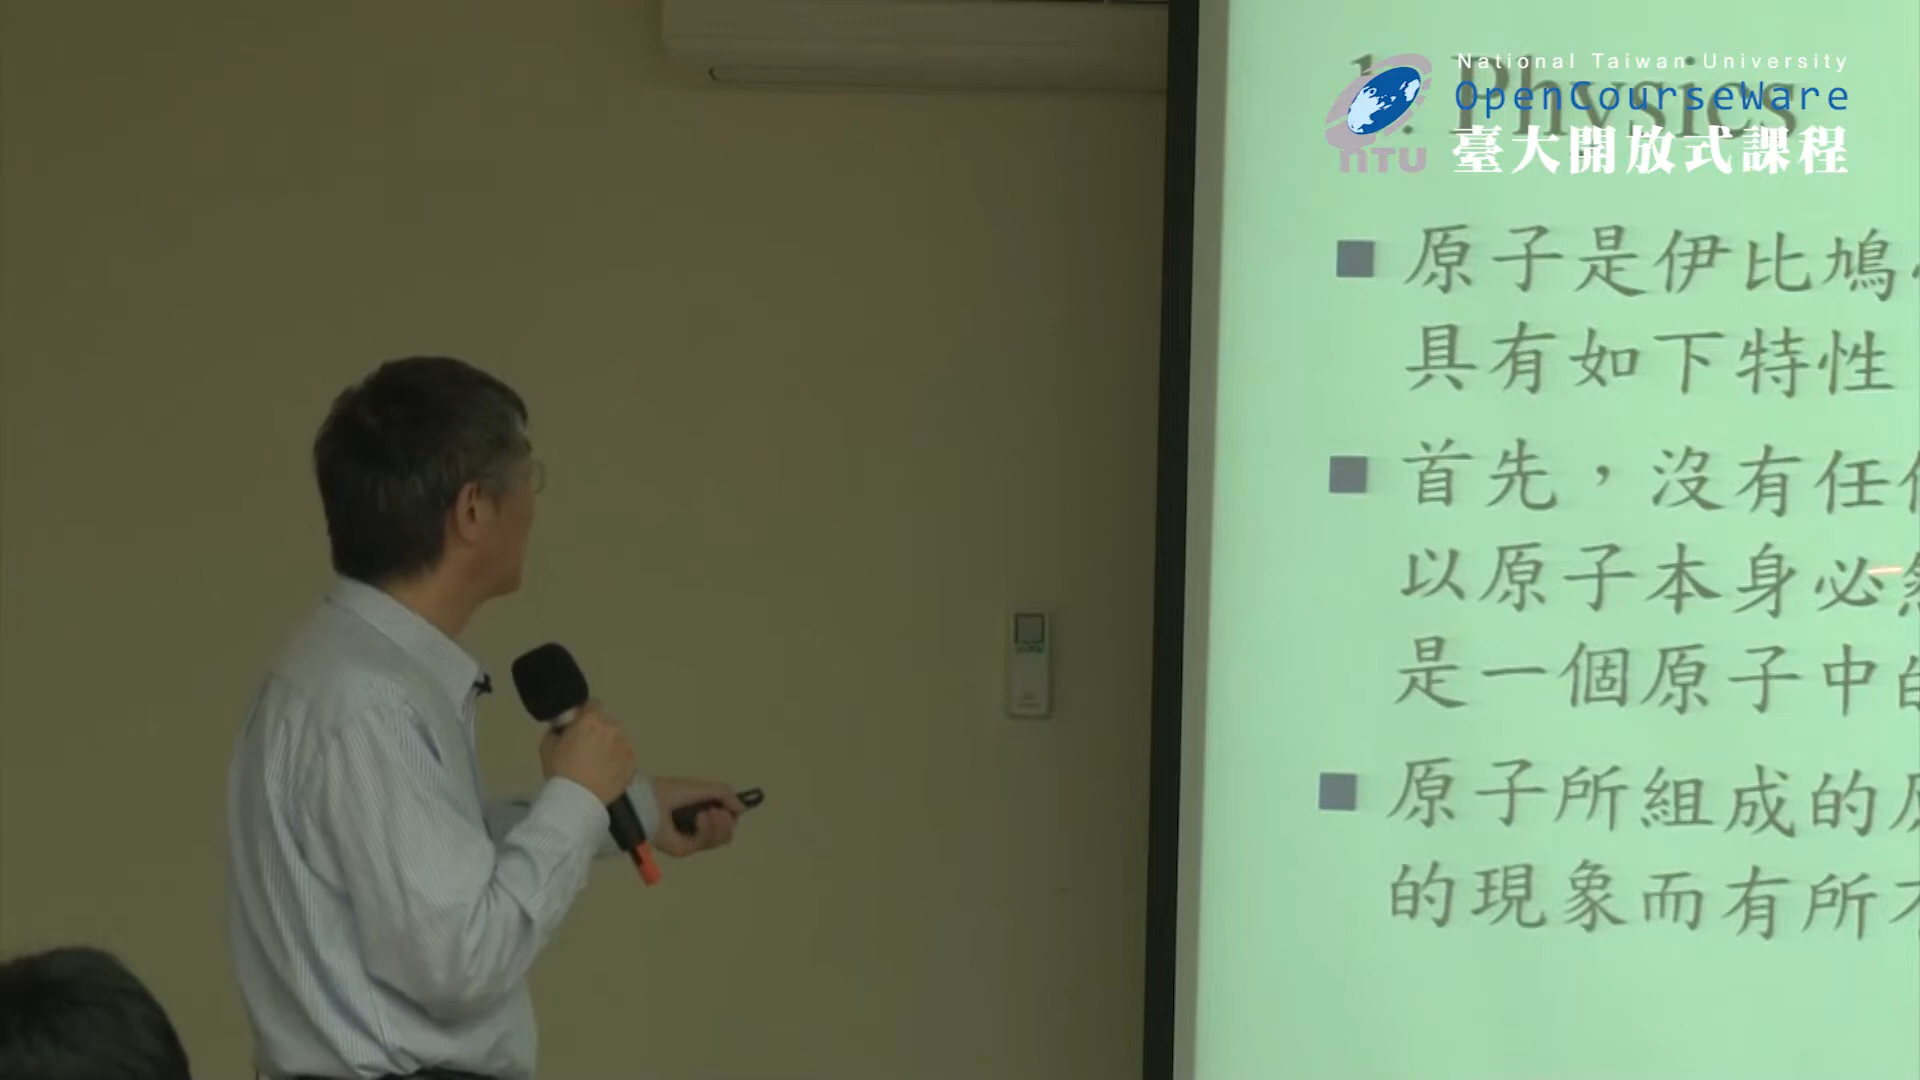 National Taiwan University
OpenCourseWare
臺大開放式課程
NTU
1. Physics
原子是伊比鳩
具有如下特性
首先，沒有任
以原子本身必
是一個原子中的
原子所組成的
的現象而有所